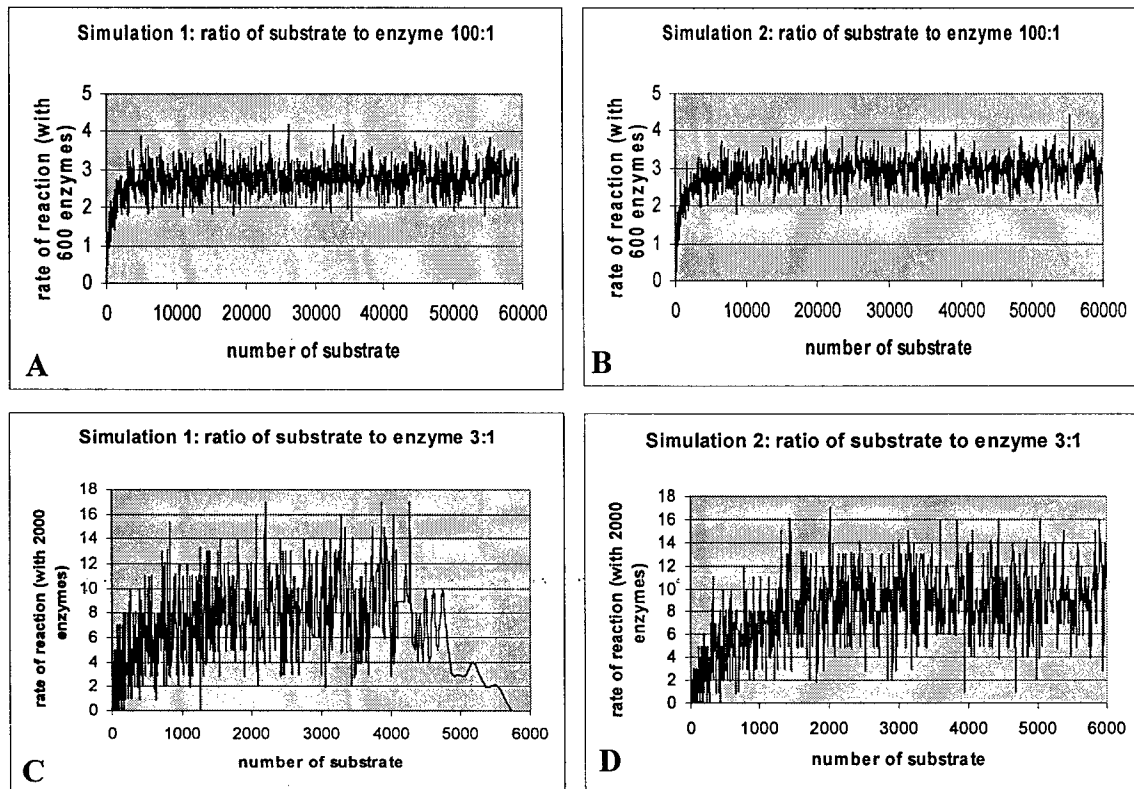 Simulation 1: ratio of substrate to enzyme 100:1
rate of reaction (with
600 enzymes)
5
4
3
2
1
0
0 10000 20000 30000 40000 50000 60000
number of substrate
A
Simulation 2: ratio of substrate to enzyme 100:1
rate of reaction (with
600 enzymes)
5
4
3
2
1
0
0 10000 20000 30000 40000 50000 60000
number of substrate
B
Simulation 1: ratio of substrate to enzyme 3:1
rate of reaction (with 2000
enzymes)
18
16
14
12
10
8
6
4
2
0
0 1000 2000 3000 4000 5000 6000
number of substrate
C
Simulation 2: ratio of substrate to enzyme 3:1
rate of reaction (with 2000
enzymes)
18
16
14
12
10
8
6
4
2
0
0 1000 2000 3000 4000 5000 6000
number of substrate
D